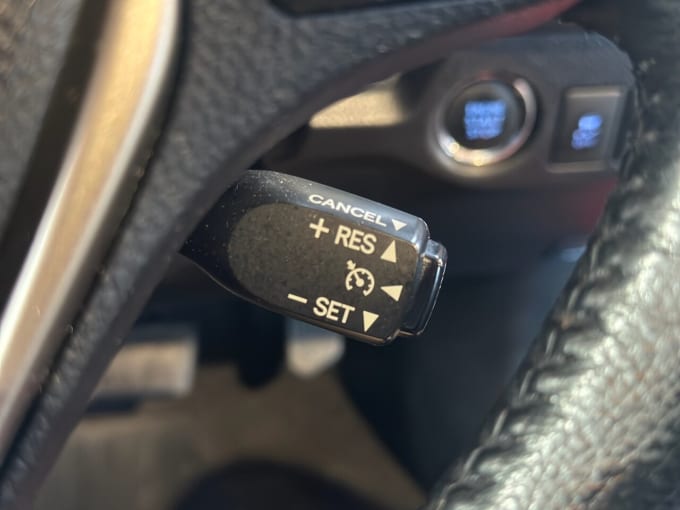 CANCEL ▼
+ RES ▲
− SET ▼